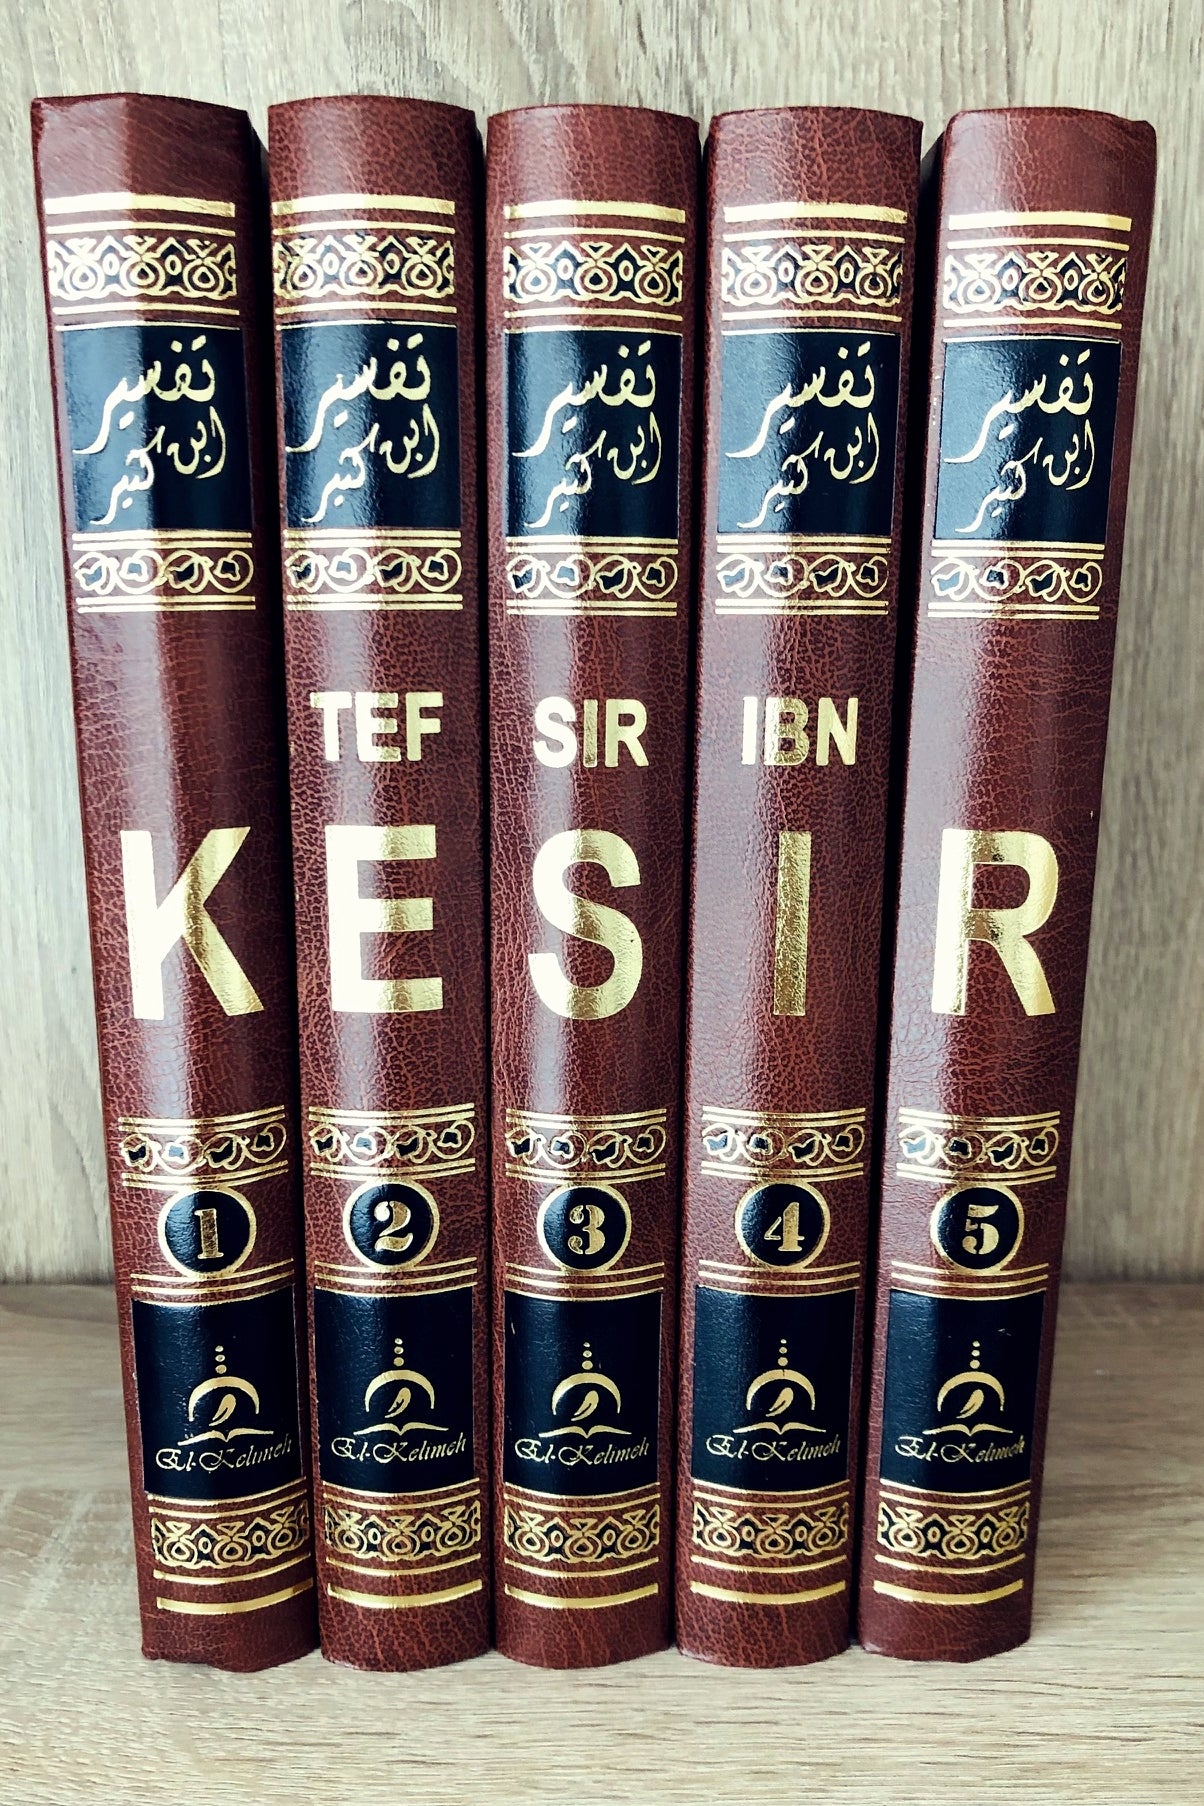 تفسير
ابن كثير
تفسير
ابن كثير
تفسير
ابن كثير
تفسير
ابن كثير
تفسير
ابن كثير
TEF SIR IBN
K E S I R
1 2 3 4 5
El-Kelimeh El-Kelimeh El-Kelimeh El-Kelimeh El-Kelimeh